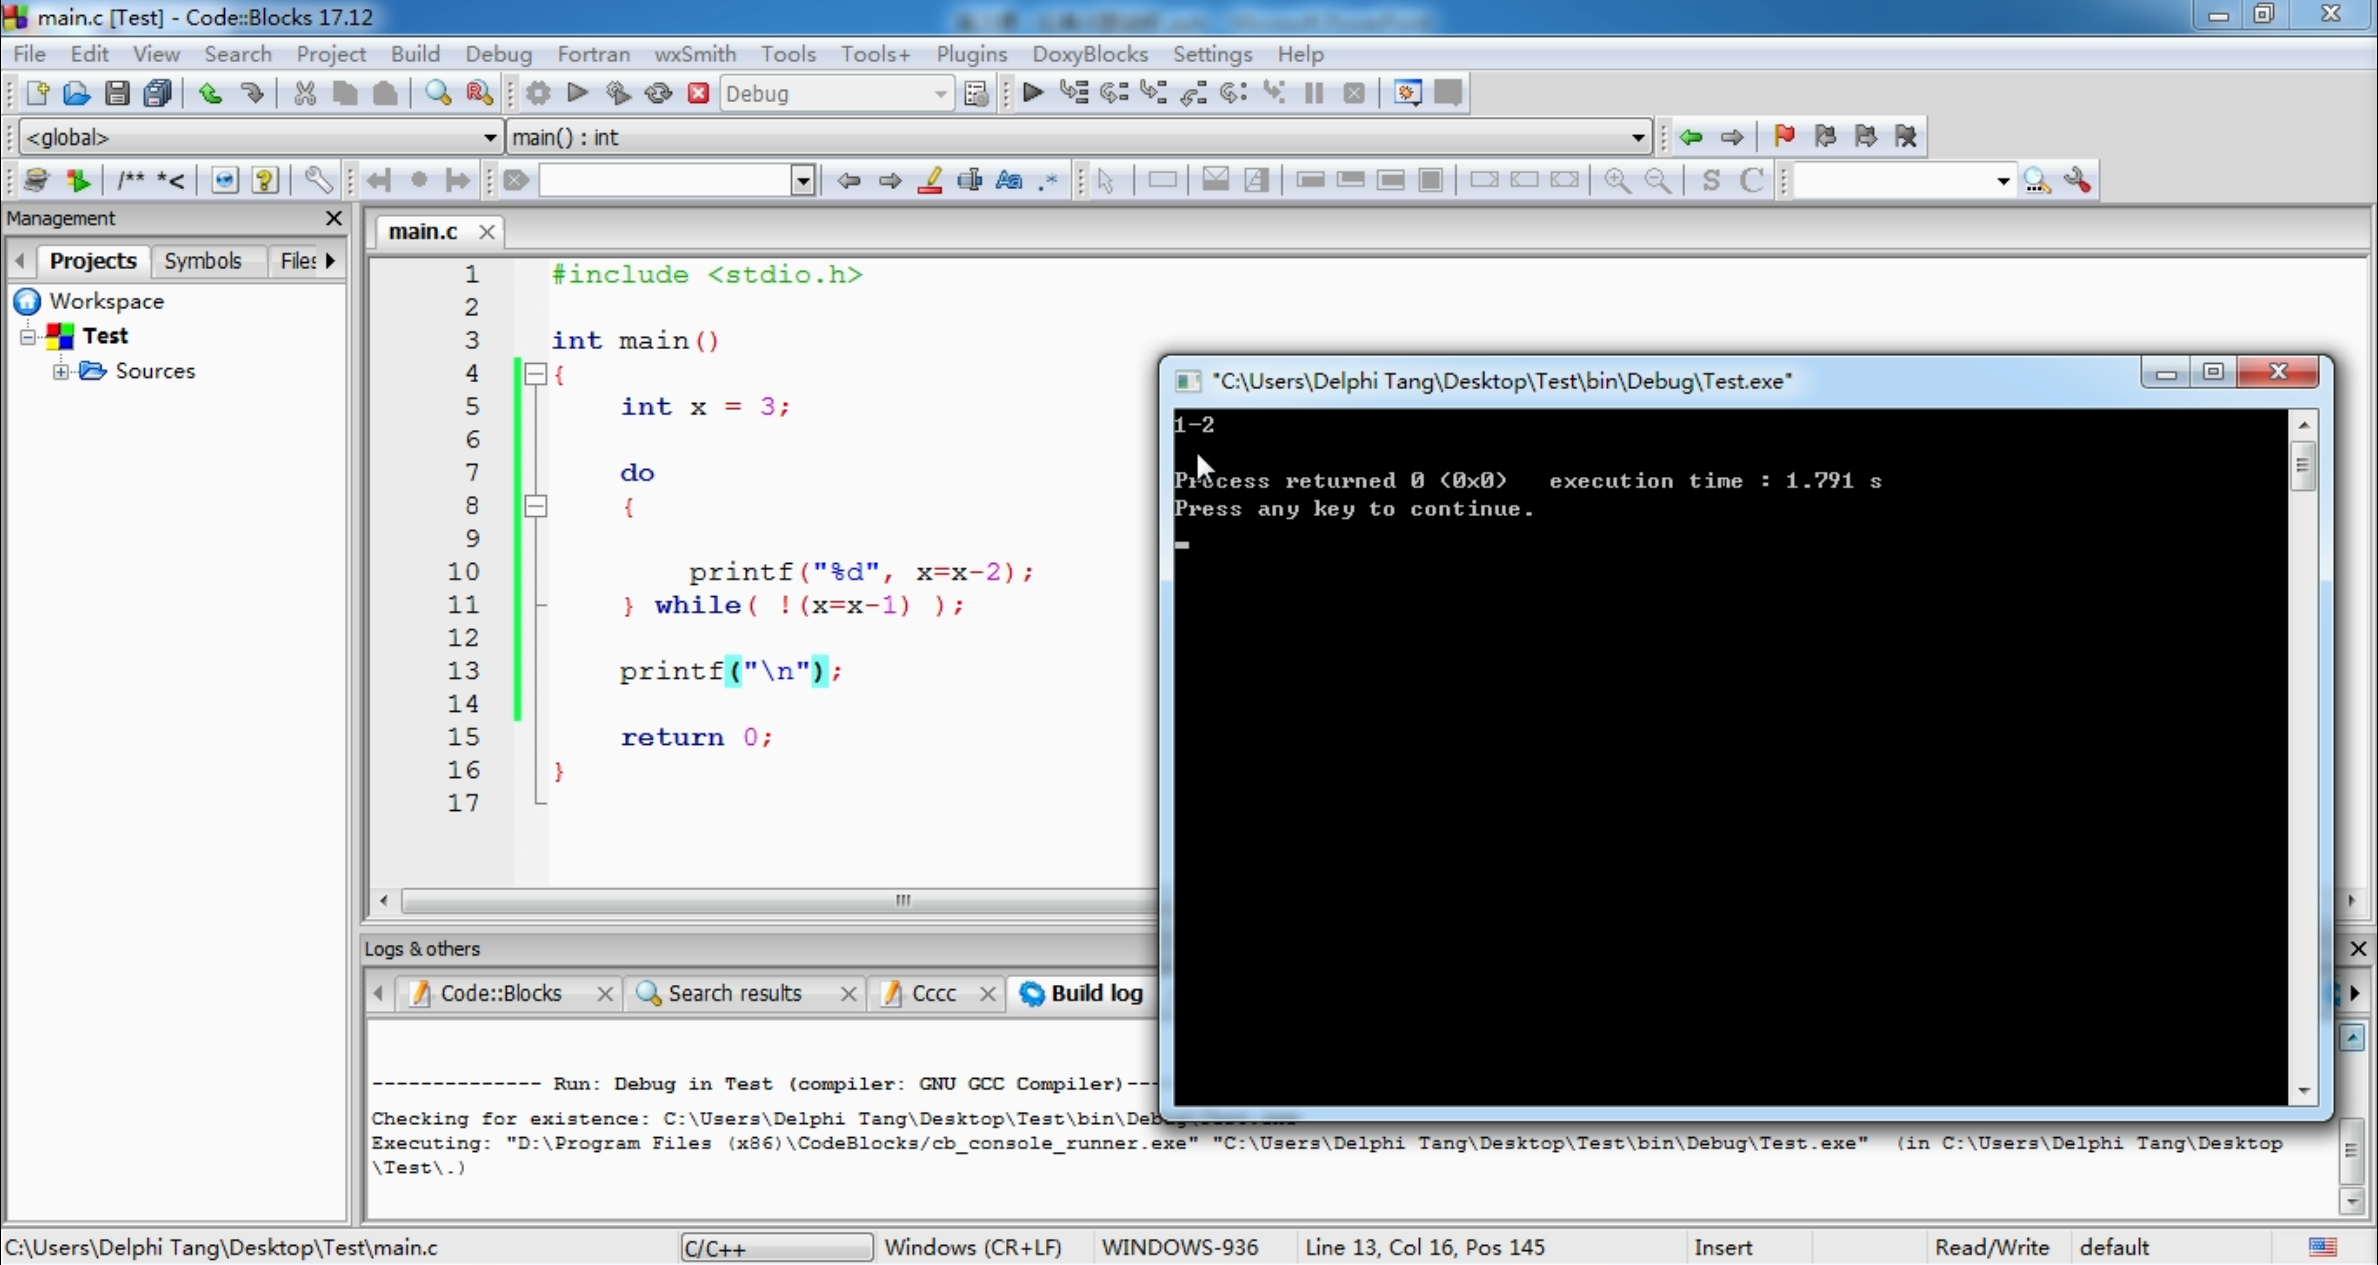 main.c [Test] - Code::Blocks 17.12
File Edit View Search Project Build Debug Fortran wxSmith Tools Tools+ Plugins DoxyBlocks Settings Help
Debug
<global> main() : int
/** *<
Aa .*
S C
Management
Projects Symbols Files
Workspace
Test
Sources
main.c
1 #include <stdio.h>
2
3 int main()
4 {
5 int x = 3;
6
7 do
8 {
9
10 printf("%d", x=x-2);
11 } while( !(x=x-1) );
12
13 printf("\n");
14
15 return 0;
16 }
17
"C:\Users\Delphi Tang\Desktop\Test\bin\Debug\Test.exe"
1-2
Process returned 0 (0x0) execution time : 1.791 s
Press any key to continue.
Logs & others
Code::Blocks Search results Cccc Build log
-------------- Run: Debug in Test (compiler: GNU GCC Compiler)---
Checking for existence: C:\Users\Delphi Tang\Desktop\Test\bin\Debug\Test.exe
Executing: "D:\Program Files (x86)\CodeBlocks/cb_console_runner.exe" "C:\Users\Delphi Tang\Desktop\Test\bin\Debug\Test.exe" (in C:\Users\Delphi Tang\Desktop
\Test\.)
C:\Users\Delphi Tang\Desktop\Test\main.c C/C++ Windows (CR+LF) WINDOWS-936 Line 13, Col 16, Pos 145 Insert Read/Write default